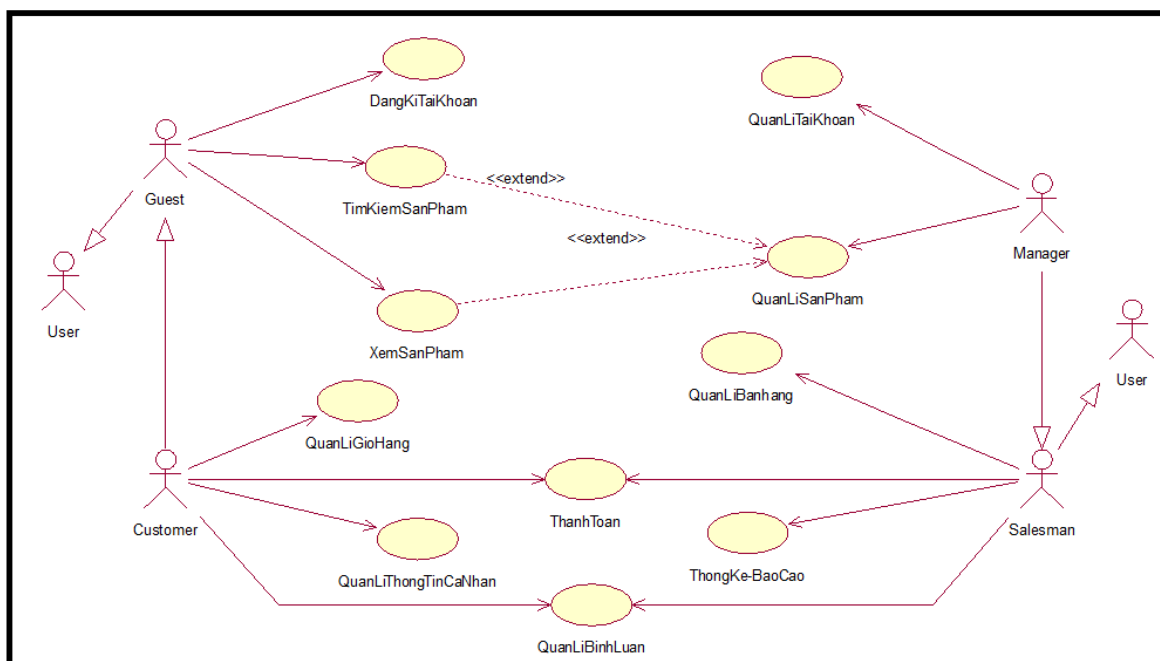 DangKiTaiKhoan
QuanLiTaiKhoan
Guest
TimKiemSanPham
<<extend>>
<<extend>>
Manager
User
QuanLiSanPham
XemSanPham
User
QuanLiBanhang
QuanLiGioHang
Customer
ThanhToan
Salesman
QuanLiThongTinCaNhan
ThongKe-BaoCao
QuanLiBinhLuan